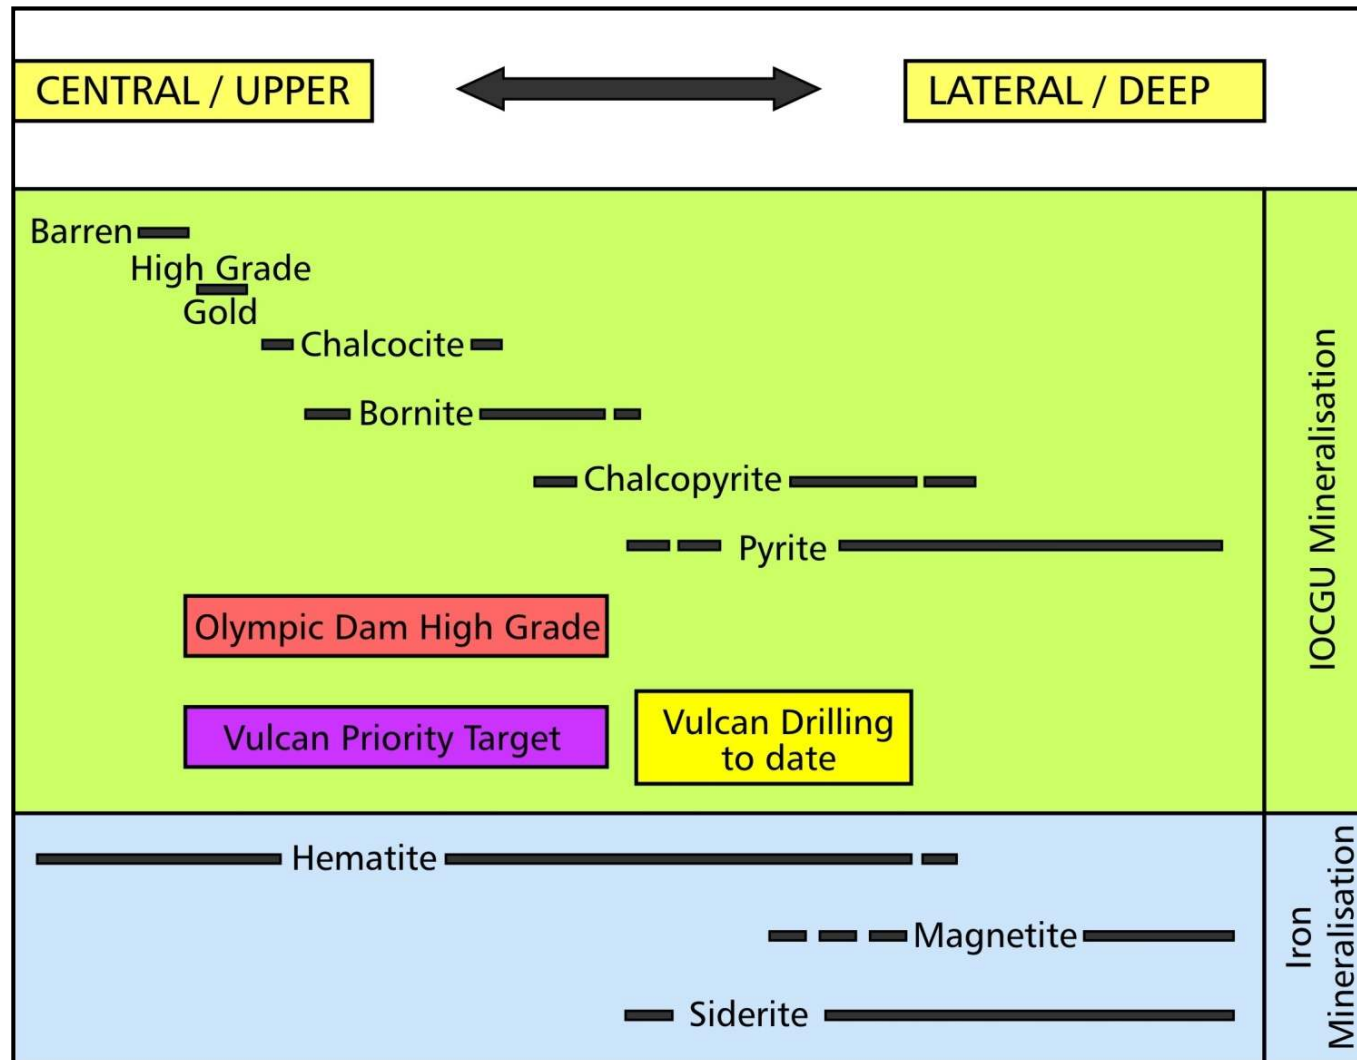 CENTRAL / UPPER
LATERAL / DEEP
Barren
High Grade
Gold
Chalcocite
Bornite
Chalcopyrite
Pyrite
Olympic Dam High Grade
Vulcan Priority Target
Vulcan Drilling
to date
IOCGU Mineralisation
Hematite
Magnetite
Siderite
Iron
Mineralisation